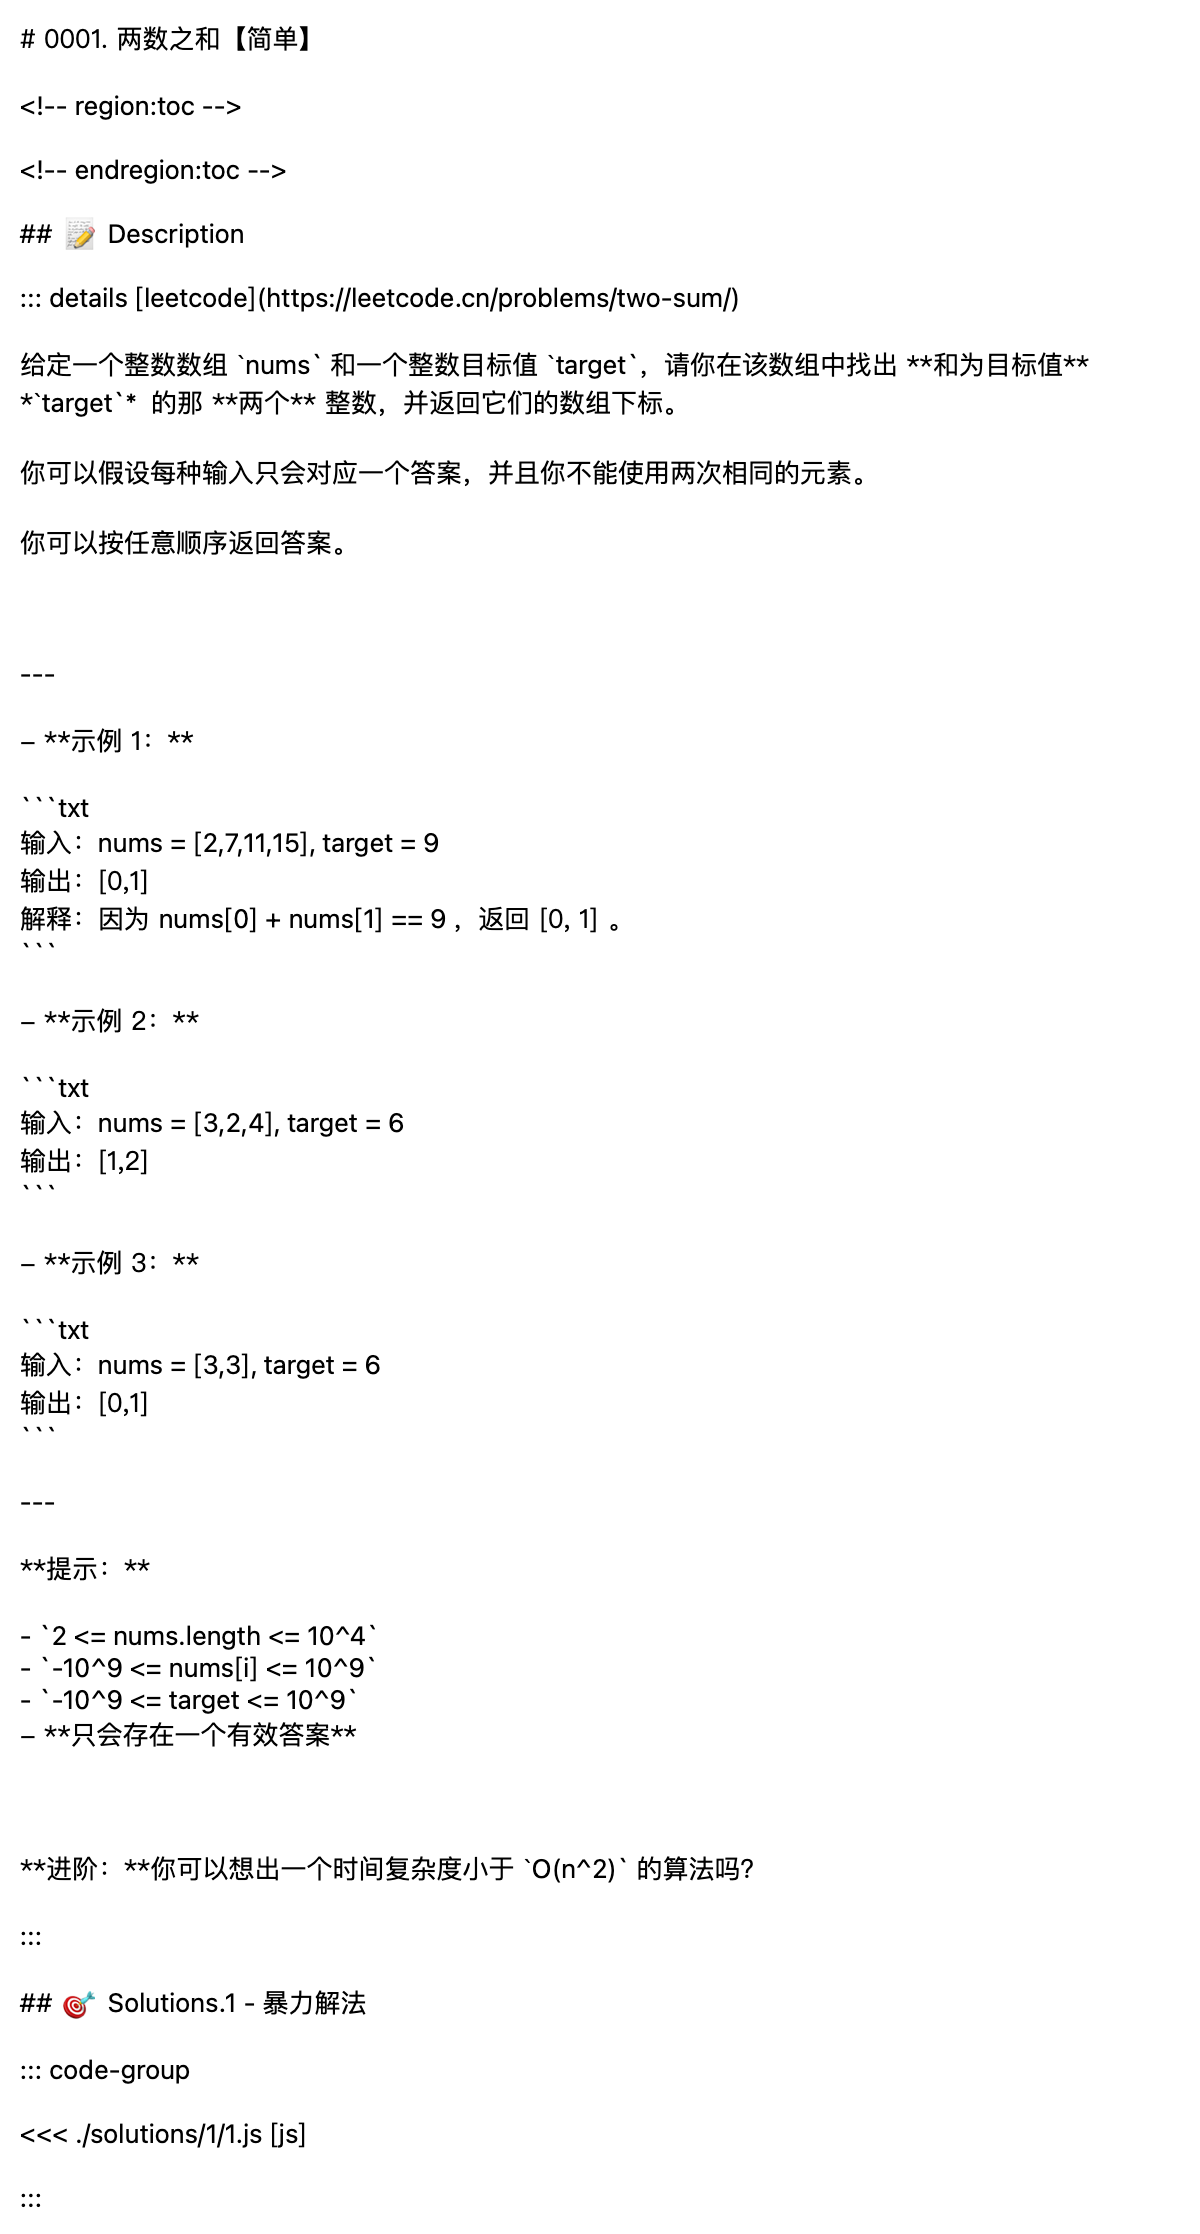 # 0001. 两数之和【简单】
<!-- region:toc -->
<!-- endregion:toc -->
## 📝 Description
::: details [leetcode](https://leetcode.cn/problems/two-sum/)
给定一个整数数组 `nums` 和一个整数目标值 `target`，请你在该数组中找出 **和为目标值**
*`target`* 的那 **两个** 整数，并返回它们的数组下标。
你可以假设每种输入只会对应一个答案，并且你不能使用两次相同的元素。
你可以按任意顺序返回答案。
---
- **示例 1：**
```txt
输入：nums = [2,7,11,15], target = 9
输出：[0,1]
解释：因为 nums[0] + nums[1] == 9 ，返回 [0, 1] 。
```
- **示例 2：**
```txt
输入：nums = [3,2,4], target = 6
输出：[1,2]
```
- **示例 3：**
```txt
输入：nums = [3,3], target = 6
输出：[0,1]
```
---
**提示：**
- `2 <= nums.length <= 10^4`
- `-10^9 <= nums[i] <= 10^9`
- `-10^9 <= target <= 10^9`
- **只会存在一个有效答案**
**进阶：**你可以想出一个时间复杂度小于 `O(n^2)` 的算法吗？
:::
## 🎯 Solutions.1 - 暴力解法
::: code-group
<<< ./solutions/1/1.js [js]
:::